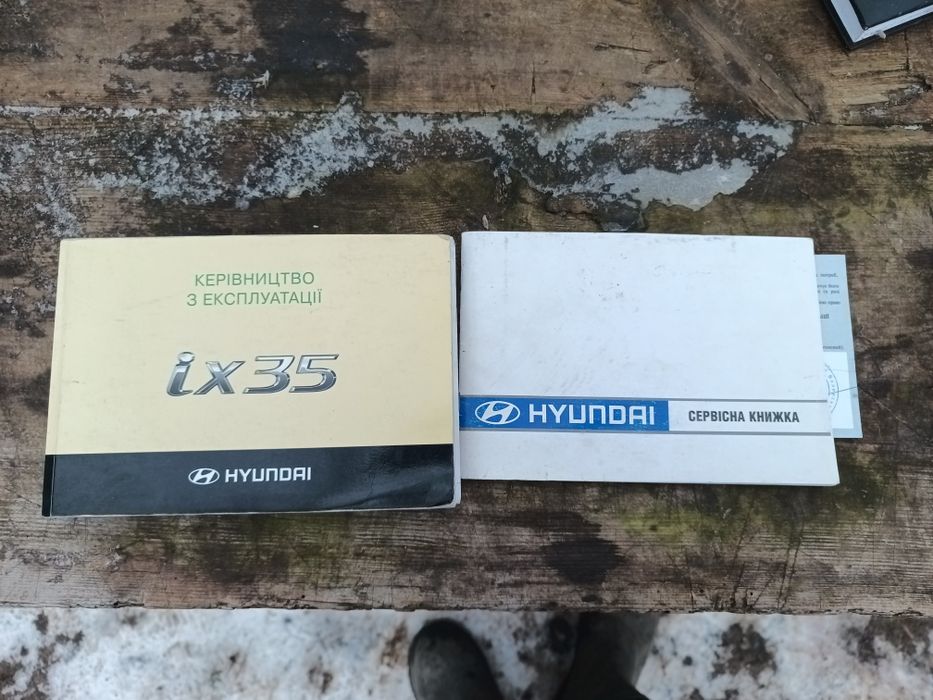 КЕРІВНИЦТВО
З ЕКСПЛУАТАЦІЇ
ix35
HYUNDAI
HYUNDAI СЕРВІСНА КНИЖКА